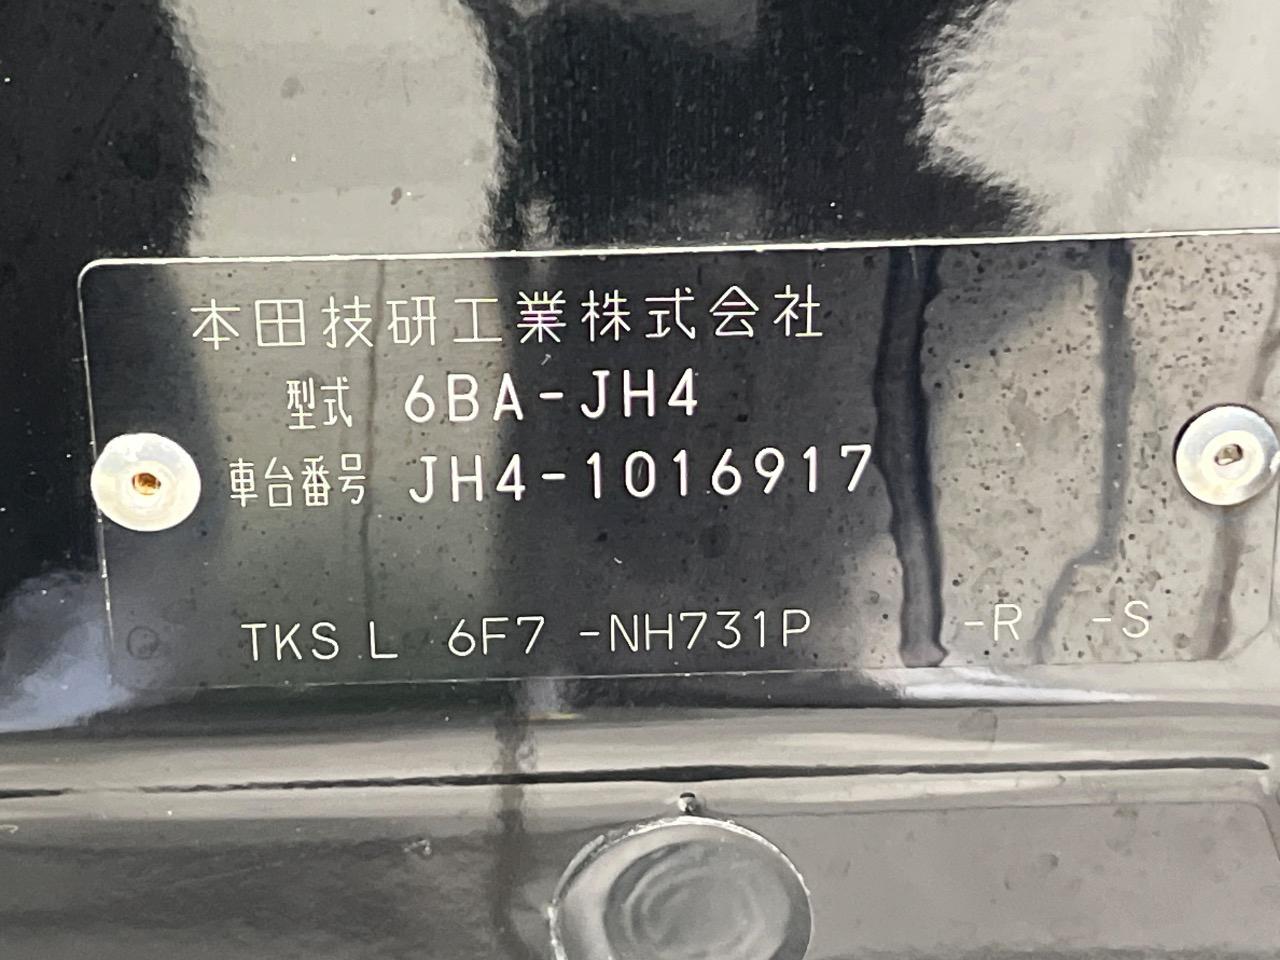 本田技研工業株式会社
型式 6BA-JH4
車台番号 JH4-1016917
TKS L 6F7 -NH731P -R -S